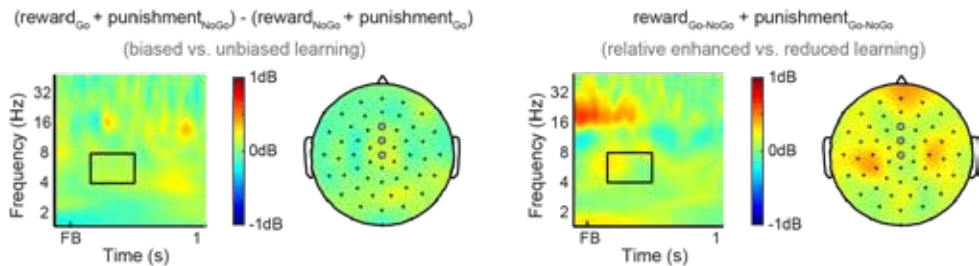 (reward_Go + punishment_NoGo) - (reward_NoGo + punishment_Go)
(biased vs. unbiased learning)
Frequency (Hz)
32
16
8
4
2
FB
1
Time (s)
1dB
0dB
-1dB
reward_Go-NoGo + punishment_Go-NoGo
(relative enhanced vs. reduced learning)
Frequency (Hz)
32
16
8
4
2
FB
1
Time (s)
1dB
0dB
-1dB